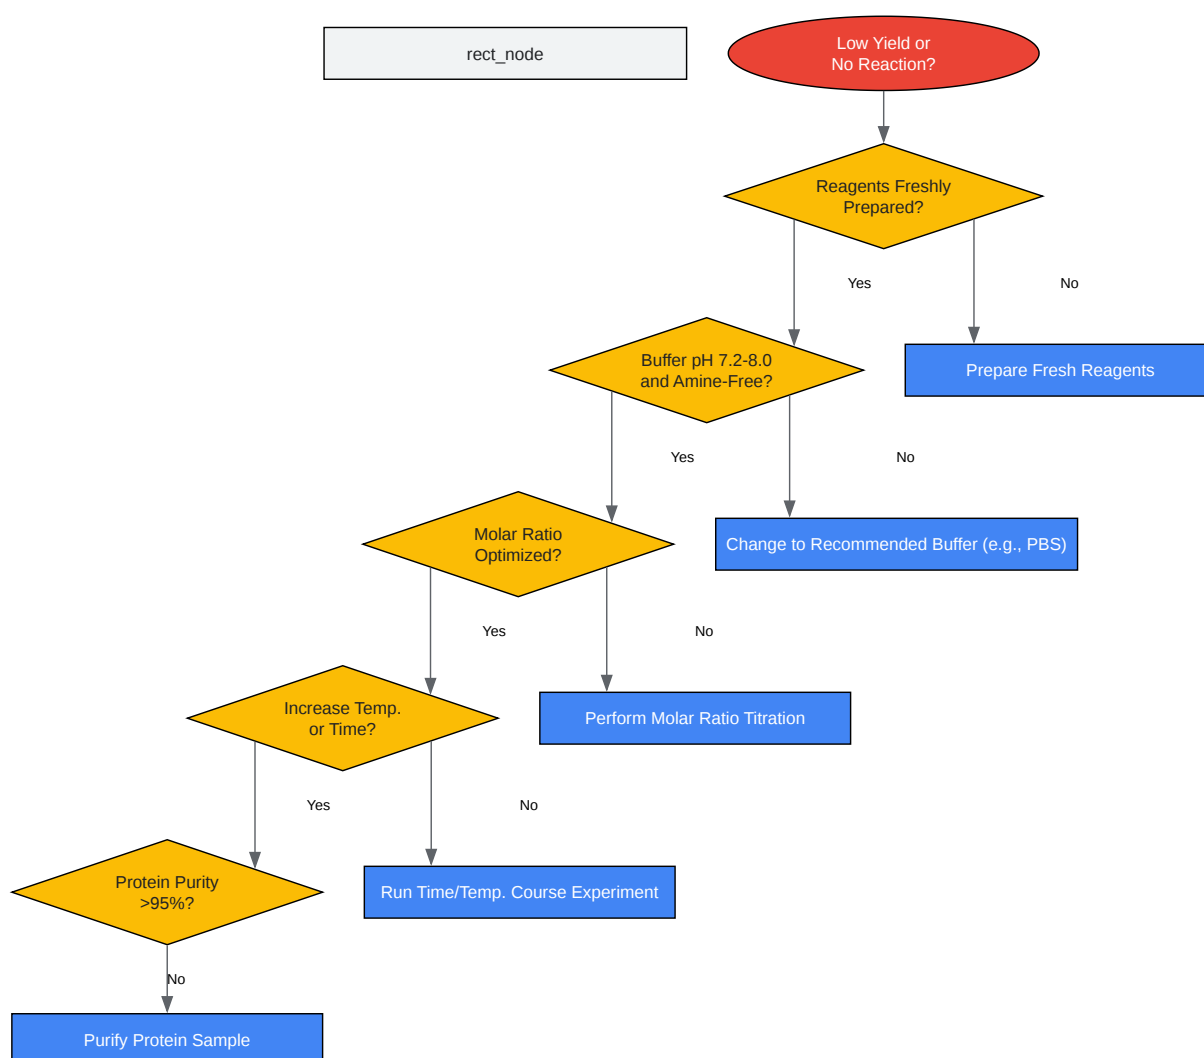 rect_node
Low Yield or
No Reaction?
Reagents Freshly
Prepared?
Yes
No
Buffer pH 7.2-8.0
and Amine-Free?
Prepare Fresh Reagents
Yes
No
Molar Ratio
Optimized?
Change to Recommended Buffer (e.g., PBS)
Yes
No
Increase Temp.
or Time?
Perform Molar Ratio Titration
Yes
No
Protein Purity
>95%?
Run Time/Temp. Course Experiment
No
Purify Protein Sample